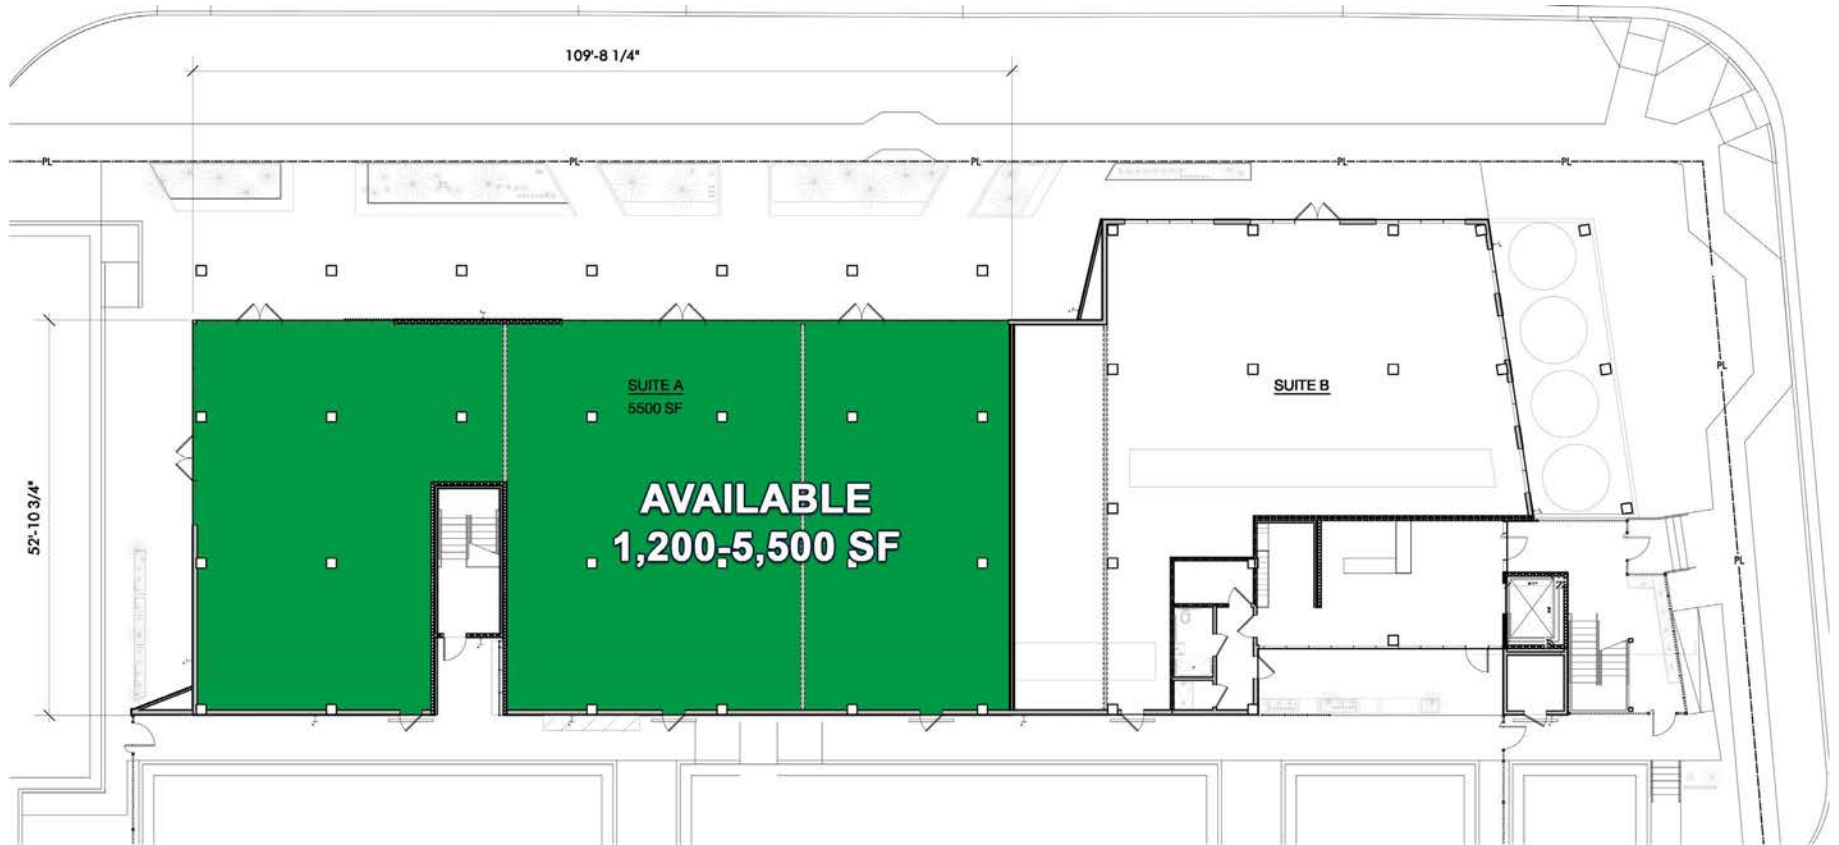 109'-8 1/4"
PL
PL
PL
PL
PL
SUITE A
5500 SF
SUITE B
PL
AVAILABLE
1,200-5,500 SF
52'-10 3/4"
PL